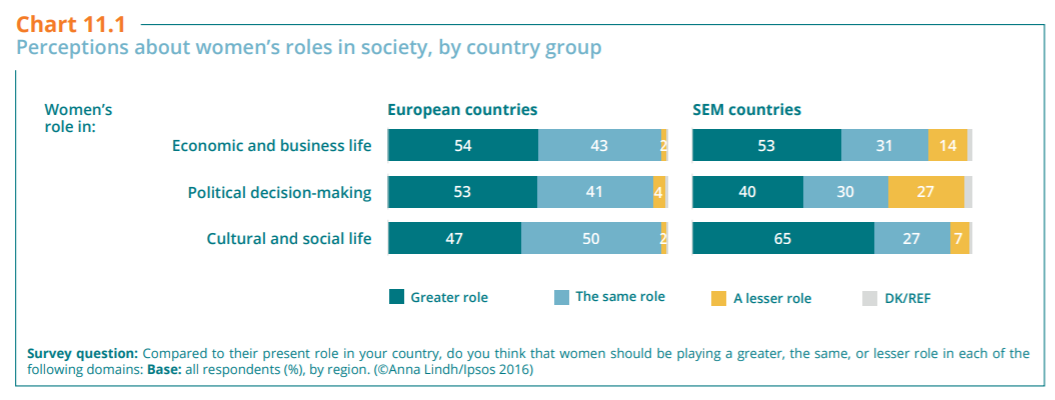 Chart 11.1
Perceptions about women's roles in society, by country group
Women's
role in:
European countries
SEM countries
Economic and business life
54 43 2
53 31 14
Political decision-making
53 41 4
40 30 27
Cultural and social life
47 50 2
65 27 7
Greater role
The same role
A lesser role
DK/REF
Survey question: Compared to their present role in your country, do you think that women should be playing a greater, the same, or lesser role in each of the
following domains: Base: all respondents (%), by region. (©Anna Lindh/Ipsos 2016)